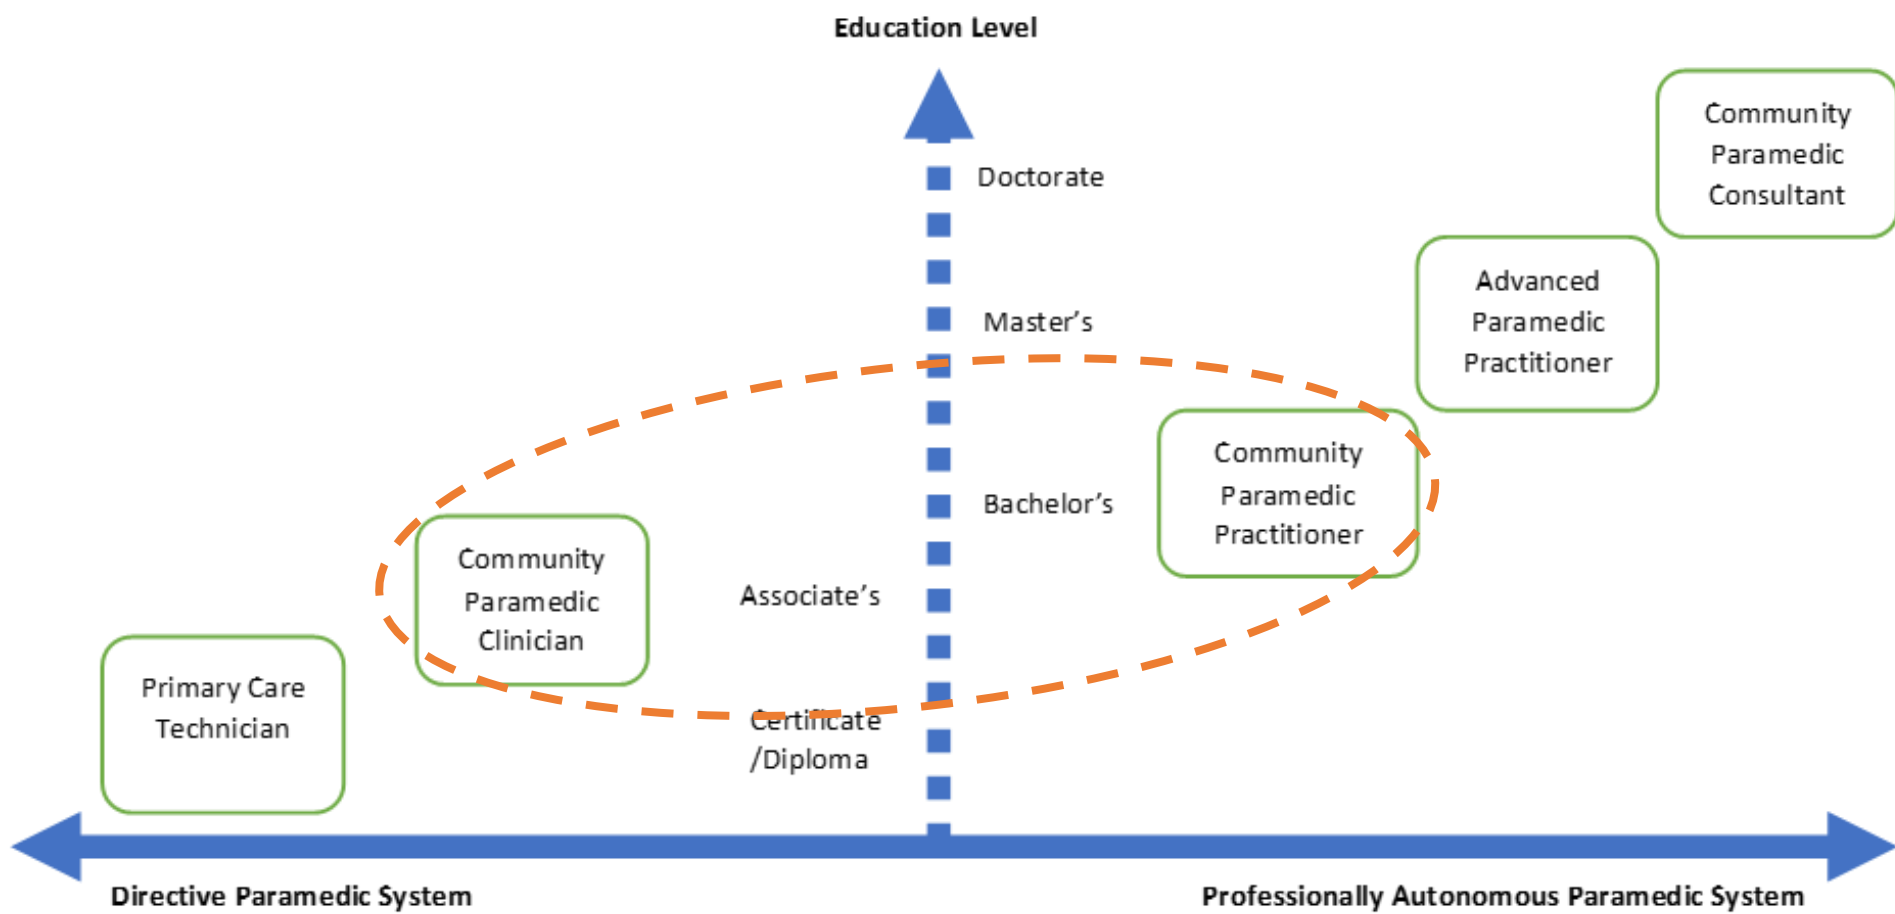 Education Level
Community
Paramedic
Consultant
Doctorate
Advanced
Paramedic
Practitioner
Master's
Community
Paramedic
Practitioner
Bachelor's
Community
Paramedic
Clinician
Associate's
Primary Care
Technician
Certificate
/Diploma
Directive Paramedic System
Professionally Autonomous Paramedic System